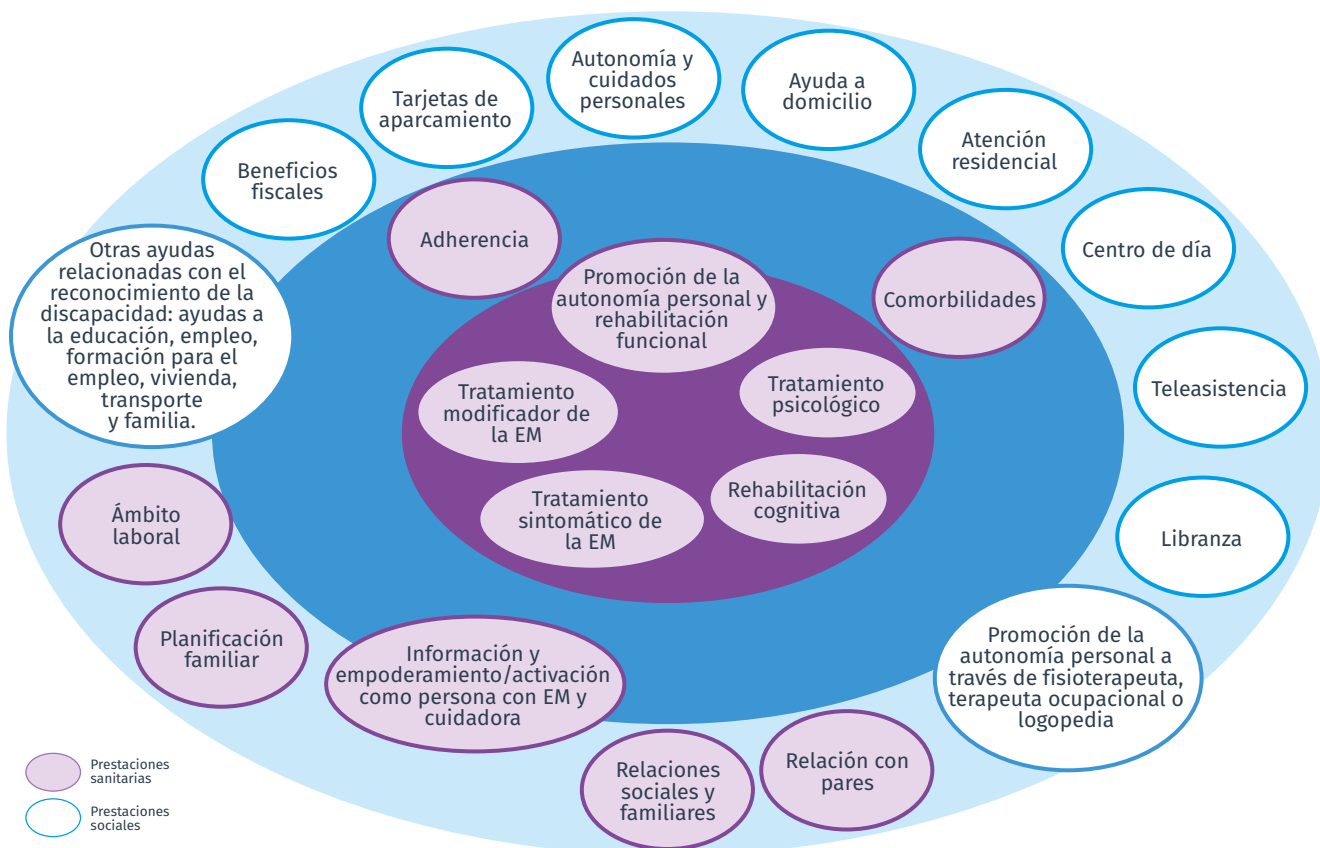 Autonomía y
cuidados
personales
Ayuda a
domicilio
Tarjetas de
aparcamiento
Atención
residencial
Beneficios
fiscales
Adherencia
Centro de día
Otras ayudas
relacionadas con el
reconocimiento de la
discapacidad: ayudas a
la educación, empleo,
formación para el
empleo, vivienda,
transporte
y familia.
Promoción de la
autonomía personal y
rehabilitación
funcional
Comorbilidades
Tratamiento
modificador de
la EM
Tratamiento
psicológico
Teleasistencia
Tratamiento
sintomático de
la EM
Rehabilitación
cognitiva
Ámbito
laboral
Libranza
Planificación
familiar
Información y
empoderamiento/activación
como persona con EM y
cuidadora
Promoción de la
autonomía personal a
través de fisioterapeuta,
terapeuta ocupacional o
logopedia
Relaciones
sociales y
familiares
Relación con
pares
Prestaciones
sanitarias
Prestaciones
sociales